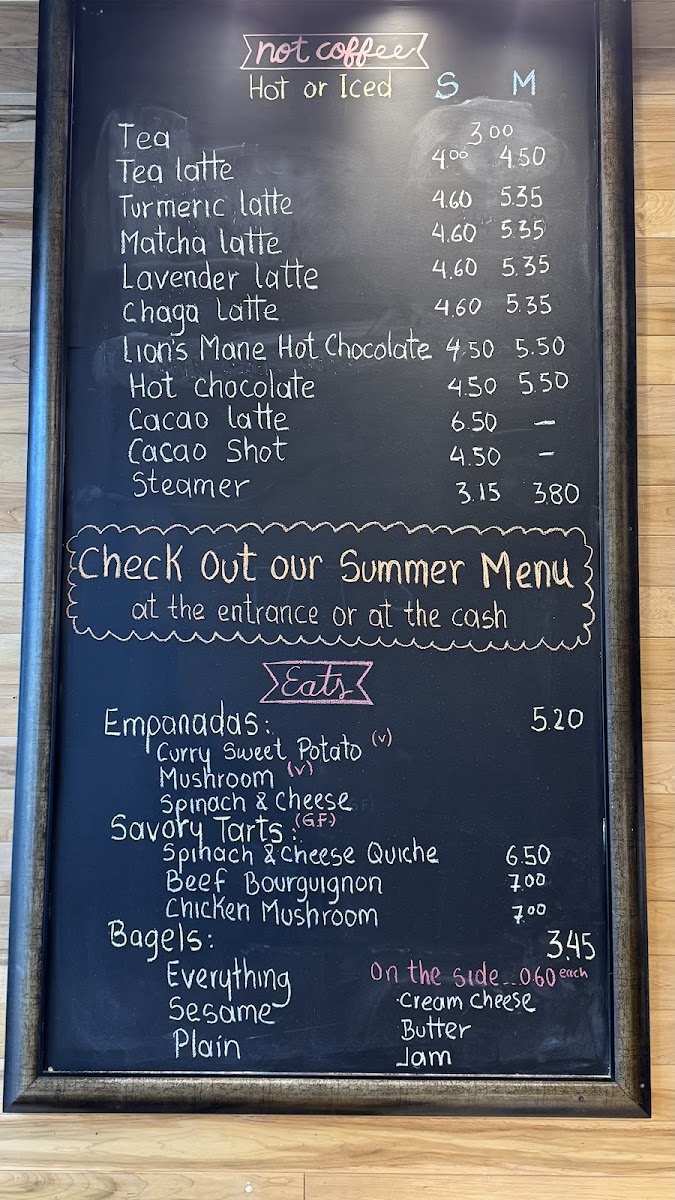 not coffee
Hot or Iced S M
Tea 3.00
Tea latte 4.00 4.50
Turmeric latte 4.60 5.35
Matcha latte 4.60 5.35
Lavender latte 4.60 5.35
Chaga latte 4.60 5.35
Lion's Mane Hot Chocolate 4.50 5.50
Hot chocolate 4.50 5.50
Cacao latte 6.50 —
Cacao Shot 4.50 -
Steamer 3.15 3.80
Check out our Summer Menu
at the entrance or at the cash
Eats
Empanadas: 5.20
Curry Sweet Potato (v)
Mushroom (v)
Spinach & Cheese
Savory Tarts: (G.F.)
Spinach & Cheese Quiche 6.50
Beef Bourguignon 7.00
Chicken Mushroom 7.00
Bagels: 3.45
Everything On the side...0.60 each
Sesame ·Cream Cheese
Plain Butter
Jam